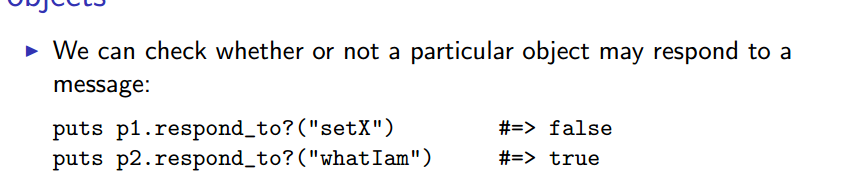 objects
▶ We can check whether or not a particular object may respond to a
message:
puts p1.respond_to?("setX") #=> false
puts p2.respond_to?("whatIam") #=> true